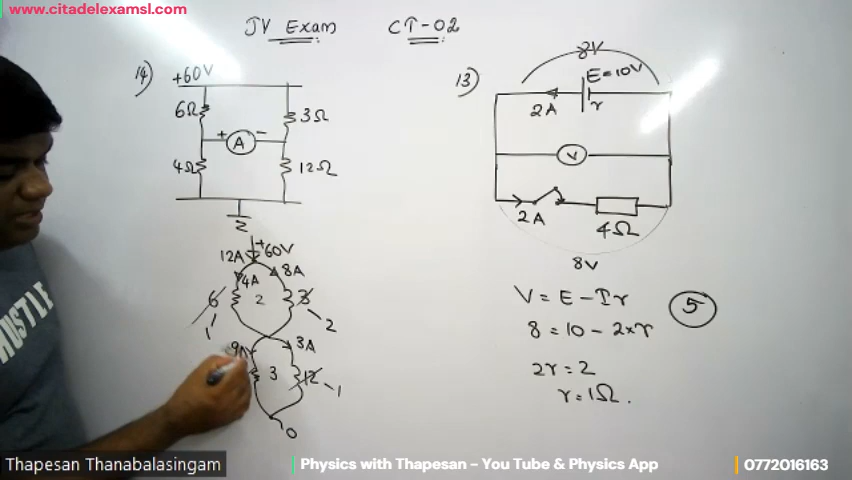 www.citadelexamsl.com
JV Exam CT-02
14)
+60V
6Ω
3Ω
+ A -
4Ω
12Ω
12A +60V
4A 8A
6 2 3
1 2
9A 3A
3 12
1
0
13)
8V
E=10V
2A r
V
2A
4Ω
8V
V = E - Ir
5
8 = 10 - 2×r
2r = 2
r = 1Ω.
HUSTLE
Thapesan Thanabalasingam
Physics with Thapesan - You Tube & Physics App
0772016163